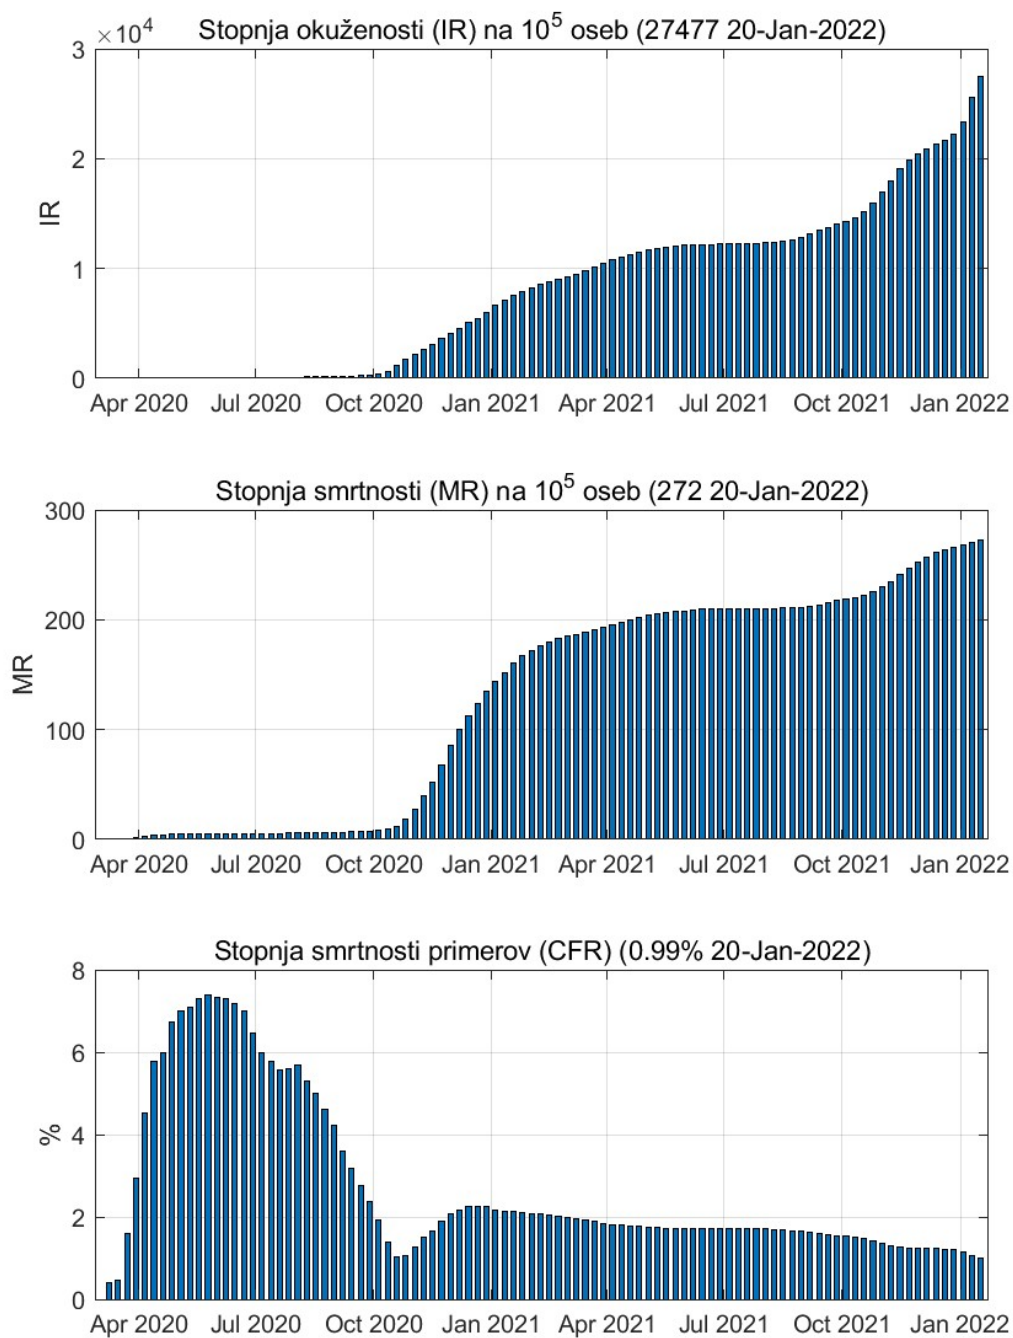 Stopnja okuženosti (IR) na 10^5 oseb (27477 20-Jan-2022)
×10^4
3
2
1
0
IR
Apr 2020 Jul 2020 Oct 2020 Jan 2021 Apr 2021 Jul 2021 Oct 2021 Jan 2022
Stopnja smrtnosti (MR) na 10^5 oseb (272 20-Jan-2022)
300
200
100
0
MR
Apr 2020 Jul 2020 Oct 2020 Jan 2021 Apr 2021 Jul 2021 Oct 2021 Jan 2022
Stopnja smrtnosti primerov (CFR) (0.99% 20-Jan-2022)
8
6
4
2
0
%
Apr 2020 Jul 2020 Oct 2020 Jan 2021 Apr 2021 Jul 2021 Oct 2021 Jan 2022